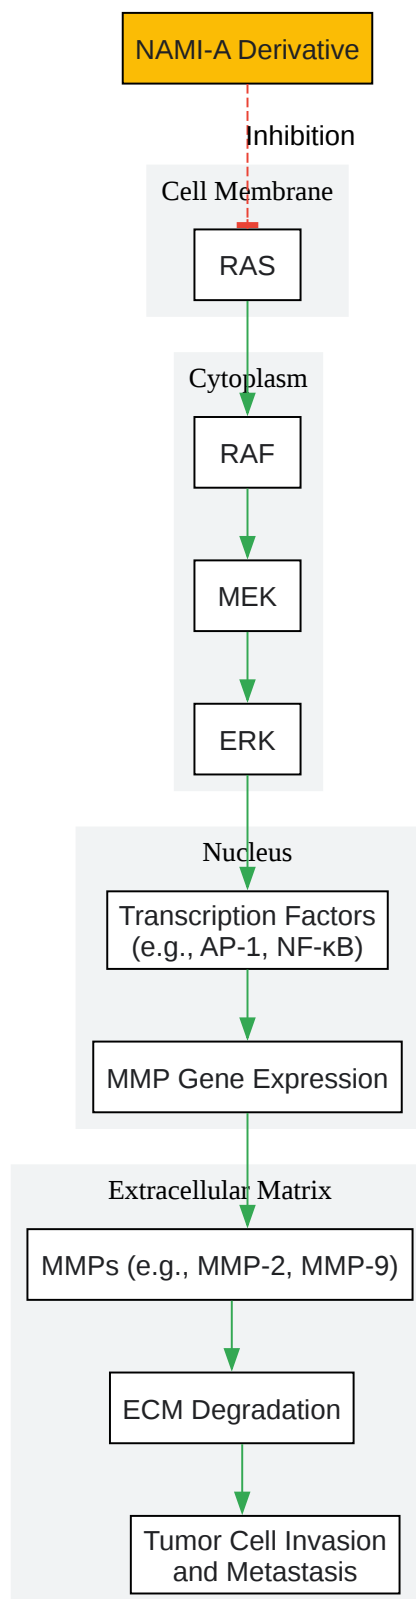 NAMI-A Derivative
Inhibition
Cell Membrane
RAS
Cytoplasm
RAF
MEK
ERK
Nucleus
Transcription Factors
(e.g., AP-1, NF-κB)
MMP Gene Expression
Extracellular Matrix
MMPs (e.g., MMP-2, MMP-9)
ECM Degradation
Tumor Cell Invasion
and Metastasis